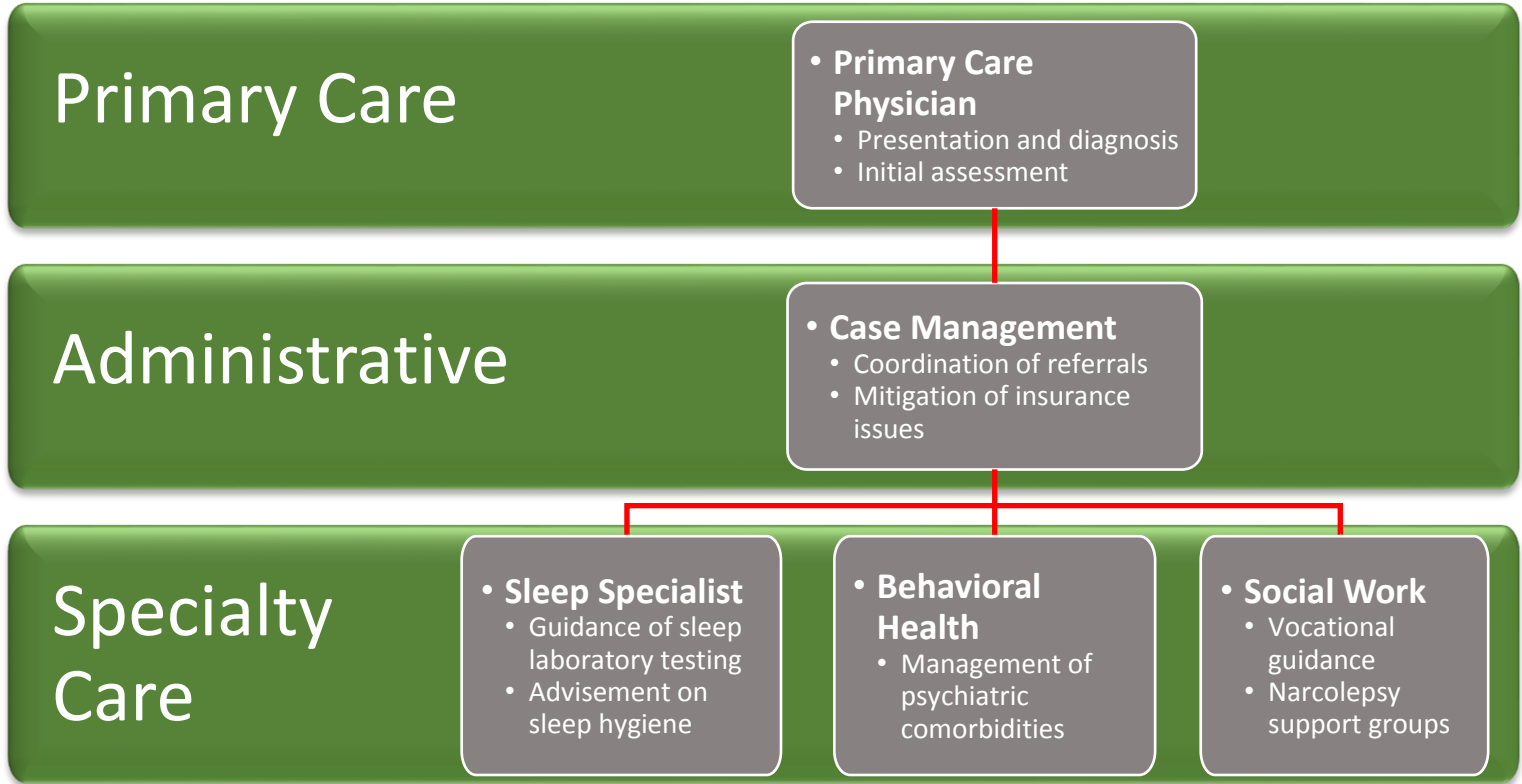 Primary Care
• Primary Care
Physician
• Presentation and diagnosis
• Initial assessment
Administrative
• Case Management
• Coordination of referrals
• Mitigation of insurance
issues
Specialty
Care
• Sleep Specialist
• Guidance of sleep
laboratory testing
• Advisement on
sleep hygiene
• Behavioral
Health
• Management of
psychiatric
comorbidities
• Social Work
• Vocational
guidance
• Narcolepsy
support groups